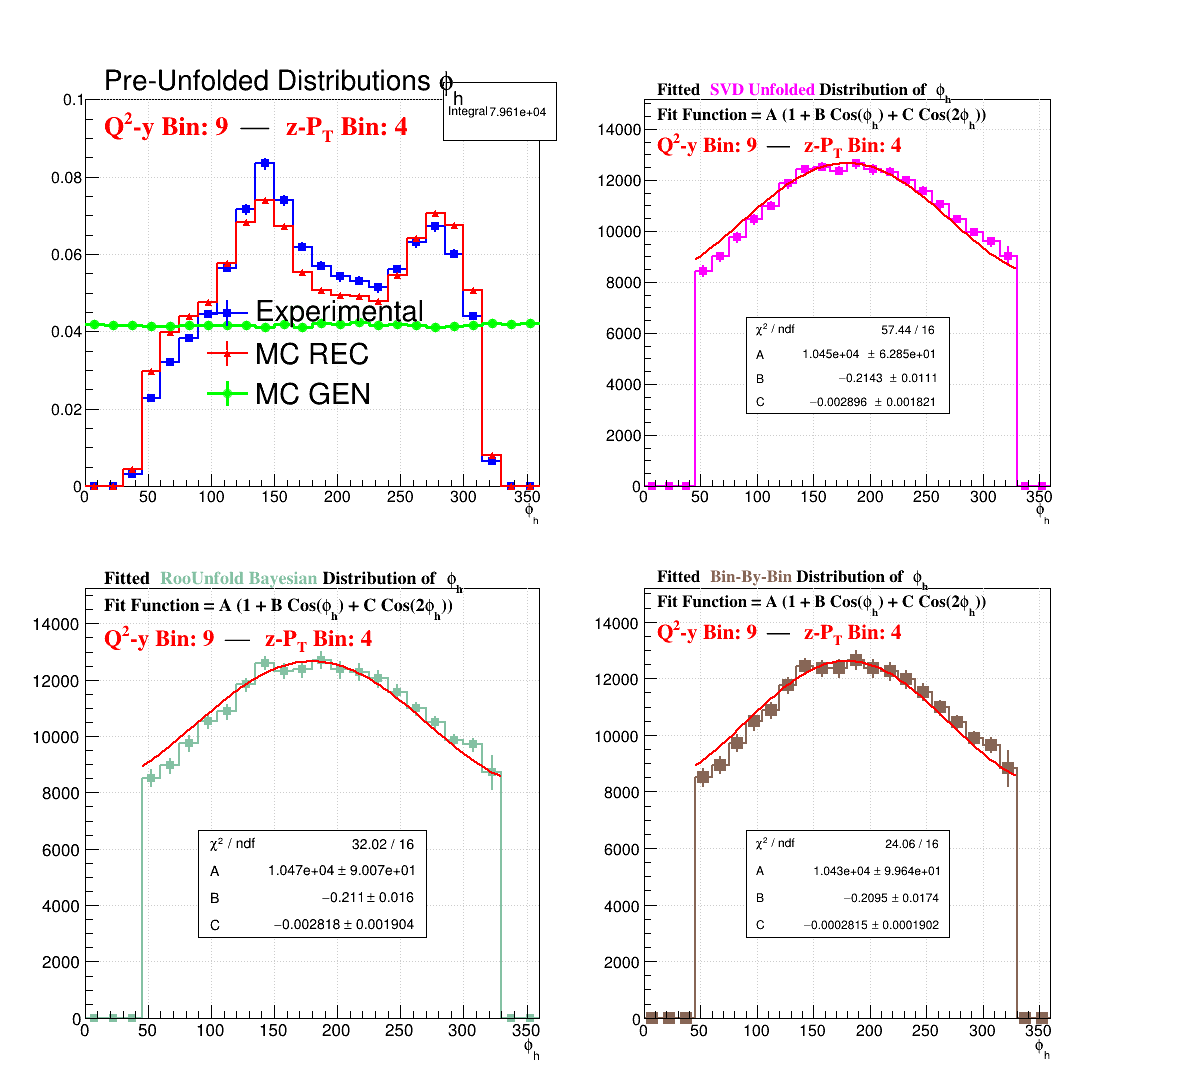 Pre-Unfolded Distributions ϕh
Integral 7.961e+04
Q2-y Bin: 9 — z-PT Bin: 4
0.1
0.08
0.06
0.04
0.02
0
Experimental
MC REC
MC GEN
0 50 100 150 200 250 300 350
ϕh
Fitted SVD Unfolded Distribution of ϕh
Fit Function = A (1 + B Cos(ϕh) + C Cos(2ϕh))
Q2-y Bin: 9 — z-PT Bin: 4
14000
12000
10000
8000
6000
4000
2000
0
χ2 / ndf 57.44 / 16
A 1.045e+04 ± 6.285e+01
B −0.2143 ± 0.0111
C −0.002896 ± 0.001821
0 50 100 150 200 250 300 350
ϕh
Fitted RooUnfold Bayesian Distribution of ϕh
Fit Function = A (1 + B Cos(ϕh) + C Cos(2ϕh))
Q2-y Bin: 9 — z-PT Bin: 4
14000
12000
10000
8000
6000
4000
2000
0
χ2 / ndf 32.02 / 16
A 1.047e+04 ± 9.007e+01
B −0.211 ± 0.016
C −0.002818 ± 0.001904
0 50 100 150 200 250 300 350
ϕh
Fitted Bin-By-Bin Distribution of ϕh
Fit Function = A (1 + B Cos(ϕh) + C Cos(2ϕh))
Q2-y Bin: 9 — z-PT Bin: 4
14000
12000
10000
8000
6000
4000
2000
0
χ2 / ndf 24.06 / 16
A 1.043e+04 ± 9.964e+01
B −0.2095 ± 0.0174
C −0.0002815 ± 0.0001902
0 50 100 150 200 250 300 350
ϕh